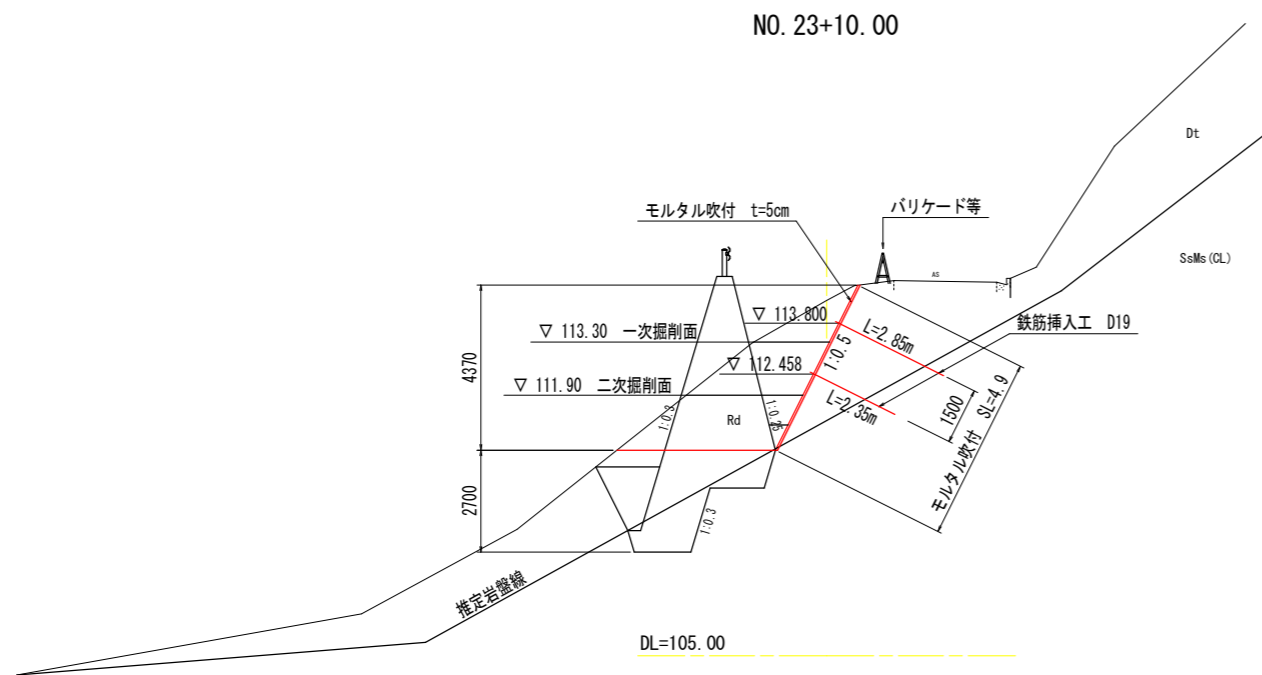 NO.23+10.00
Dt
モルタル吹付 t=5cm
バリケード等
SsMs(CL)
AS
▽ 113.800
鉄筋挿入工 D19
▽ 113.30 一次掘削面
L=2.85m
1:0.5
4370
▽ 112.458
▽ 111.90 二次掘削面
L=2.35m
1500
モルタル吹付 SL=4.9
1:0.3
Rd
1:0.25
2700
1:0.3
推定岩盤線
DL=105.00